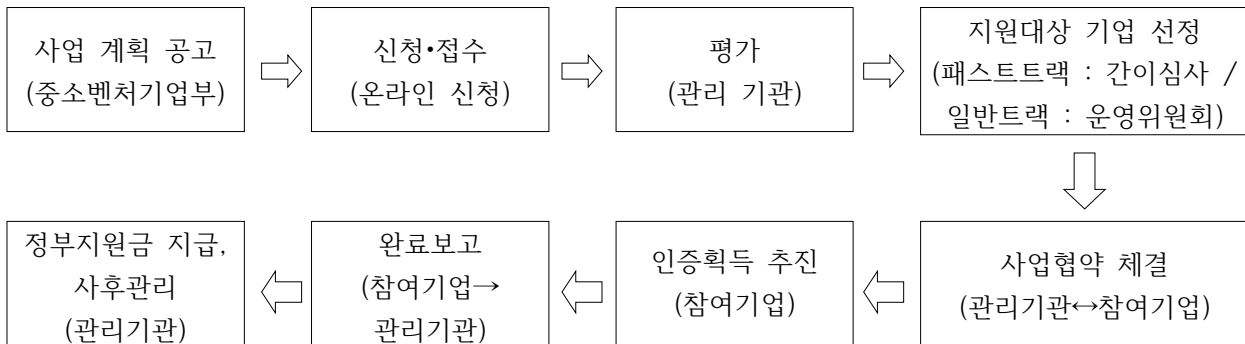 사업 계획 공고
(중소벤처기업부)
신청•접수
(온라인 신청)
평가
(관리 기관)
지원대상 기업 선정
(패스트트랙 : 간이심사 /
일반트랙 : 운영위원회)
사업협약 체결
(관리기관↔참여기업)
인증획득 추진
(참여기업)
완료보고
(참여기업→
관리기관)
정부지원금 지급,
사후관리
(관리기관)